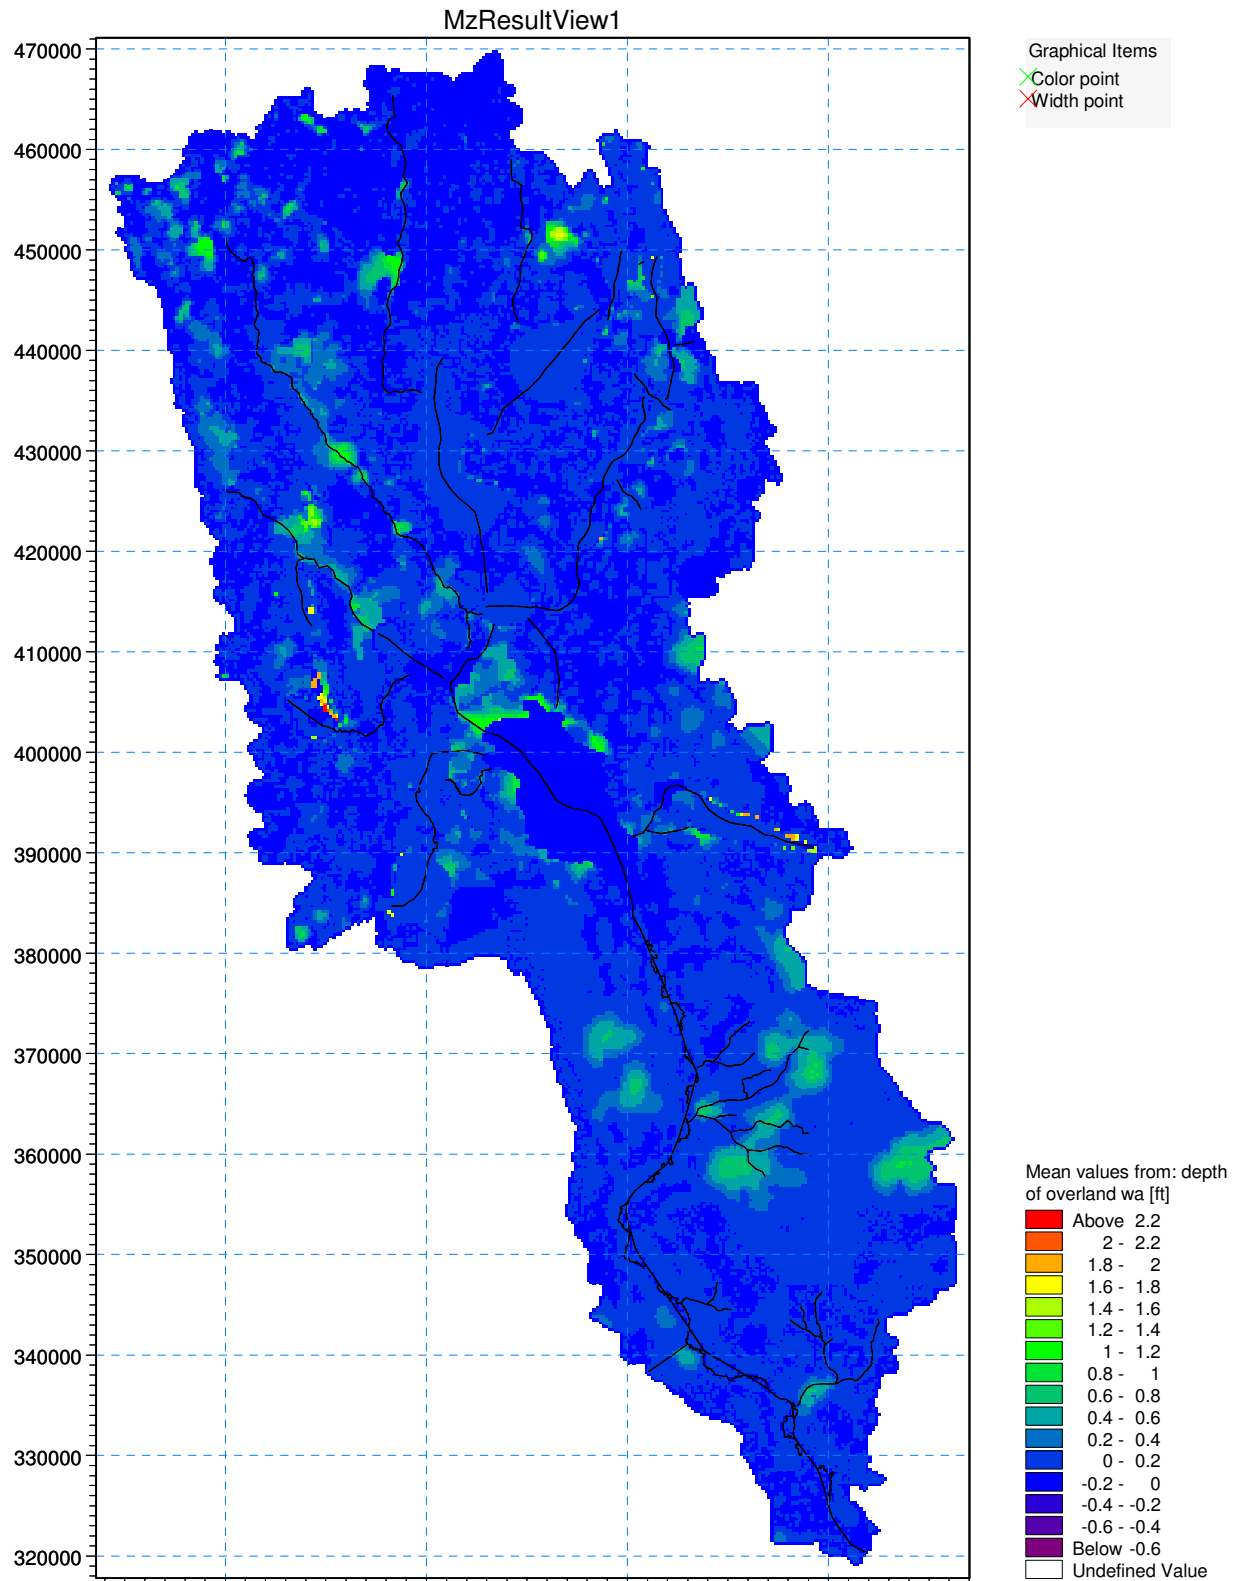 MzResultView1
470000
460000
450000
440000
430000
420000
410000
400000
390000
380000
370000
360000
350000
340000
330000
320000
Graphical Items
Color point
Width point
Mean values from: depth
of overland wa [ft]
Above 2.2
2 - 2.2
1.8 - 2
1.6 - 1.8
1.4 - 1.6
1.2 - 1.4
1 - 1.2
0.8 - 1
0.6 - 0.8
0.4 - 0.6
0.2 - 0.4
0 - 0.2
-0.2 - 0
-0.4 - -0.2
-0.6 - -0.4
Below -0.6
Undefined Value